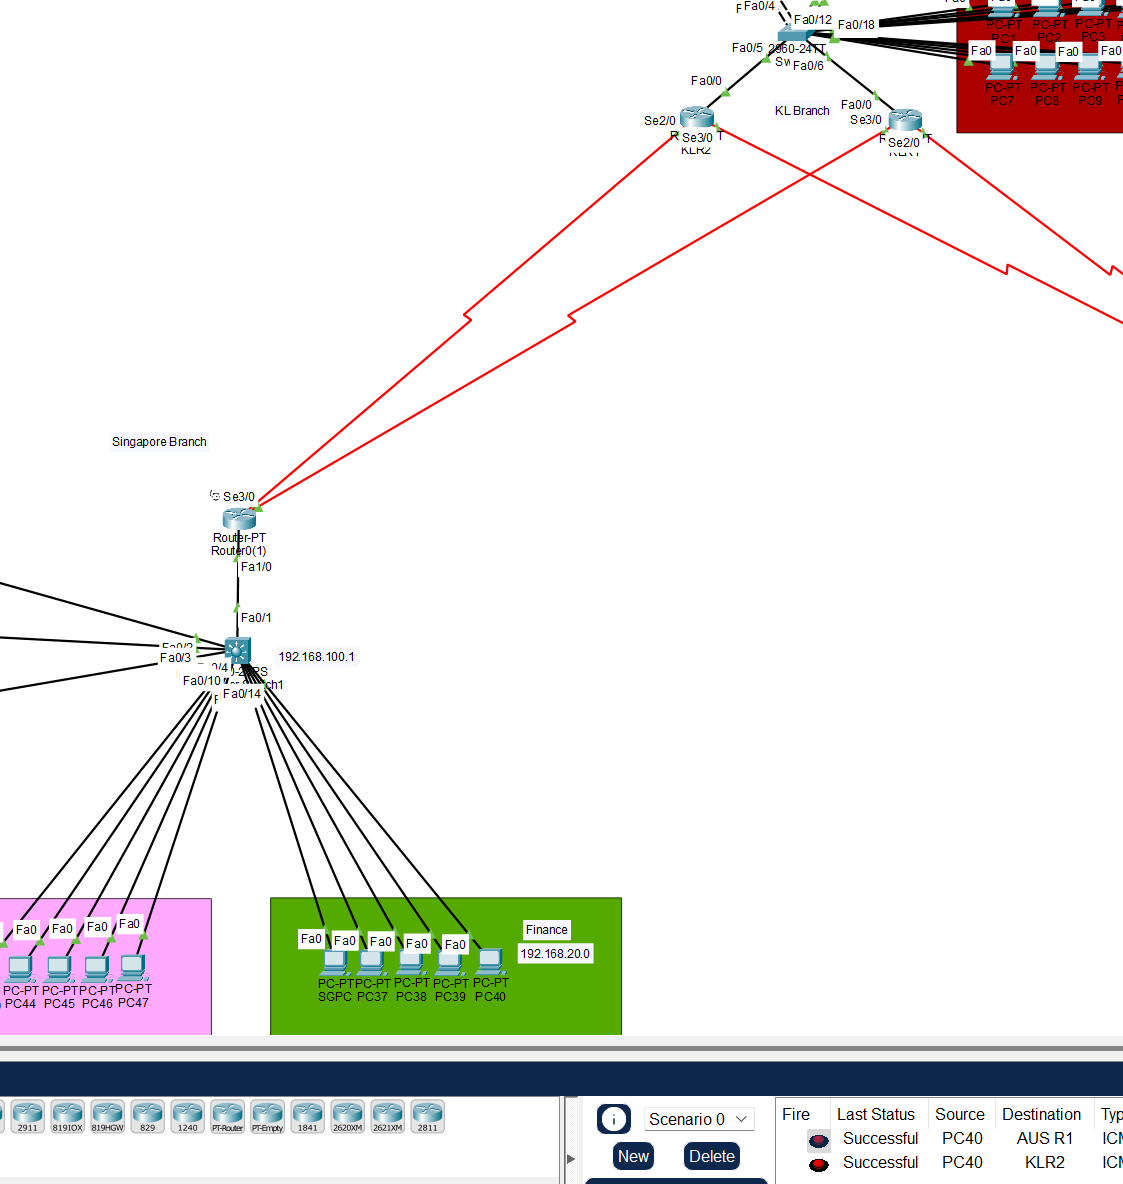 Fa0/4
Fa0/12
Fa0/18
Fa0/5
2960-24TT
Fa0/6
PC-PT
PC1
PC-PT
PC2
PC-PT
PC3
Fa0
Fa0
Fa0
Fa0
PC-PT
PC7
PC-PT
PC8
PC-PT
PC9
Fa0/0
KL Branch
Fa0/0
Se2/0
Se3/0
Se3/0
Se2/0
KLR2
Singapore Branch
Se3/0
Router-PT
Router0(1)
Fa1/0
Fa0/1
Fa0/3
192.168.100.1
Fa0/10
Fa0/14
Fa0
Fa0
Fa0
Fa0
PC-PT
PC44
PC-PT
PC45
PC-PT
PC46
PC-PT
PC47
Fa0
Fa0
Fa0
Fa0
Fa0
Finance
192.168.20.0
PC-PT
SGPC
PC-PT
PC37
PC-PT
PC38
PC-PT
PC39
PC-PT
PC40
2911
819IOX
819HGW
829
1240
PT-Router
PT-Empty
1841
2620XM
2621XM
2811
Scenario 0
New
Delete
Fire Last Status Source Destination
Successful PC40 AUS R1
Successful PC40 KLR2